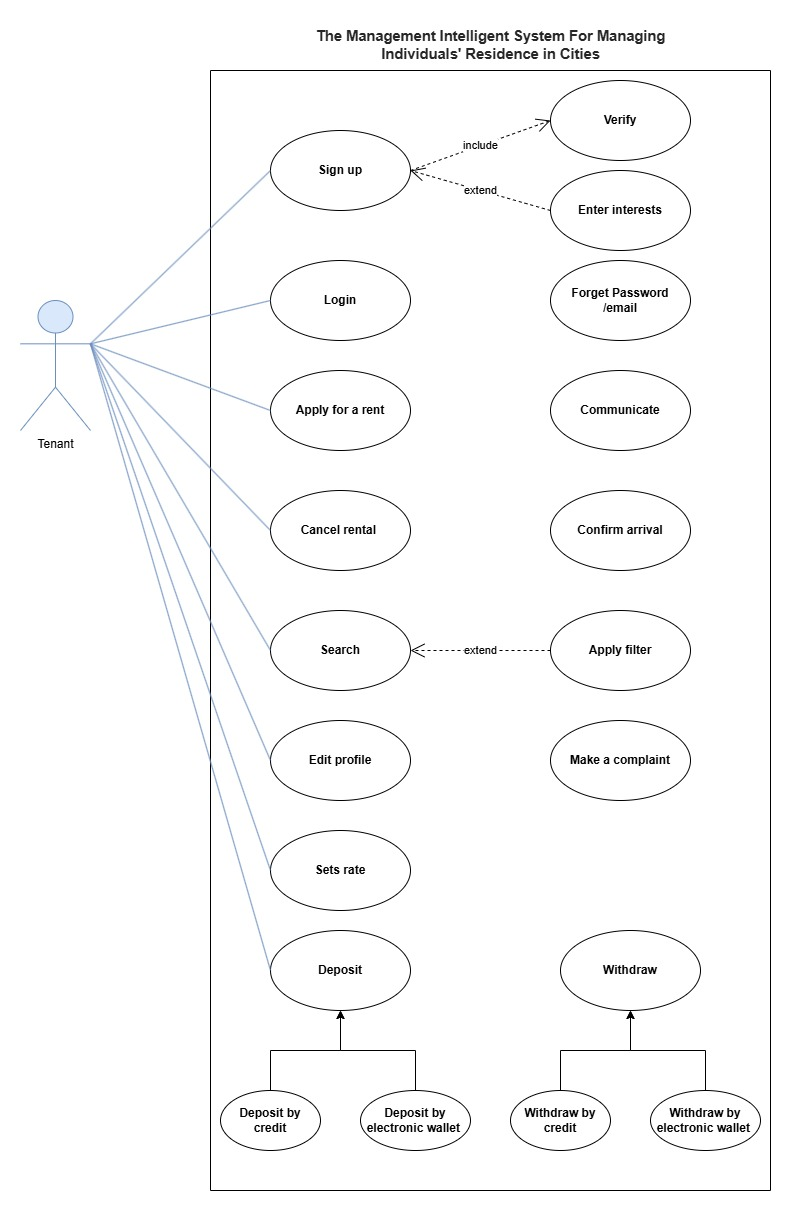 The Management Intelligent System For Managing
Individuals' Residence in Cities
Verify
include
Sign up
extend
Enter interests
Login
Forget Password
/email
Apply for a rent
Communicate
Tenant
Cancel rental
Confirm arrival
Search
extend
Apply filter
Edit profile
Make a complaint
Sets rate
Deposit
Withdraw
Deposit by
credit
Deposit by
electronic wallet
Withdraw by
credit
Withdraw by
electronic wallet